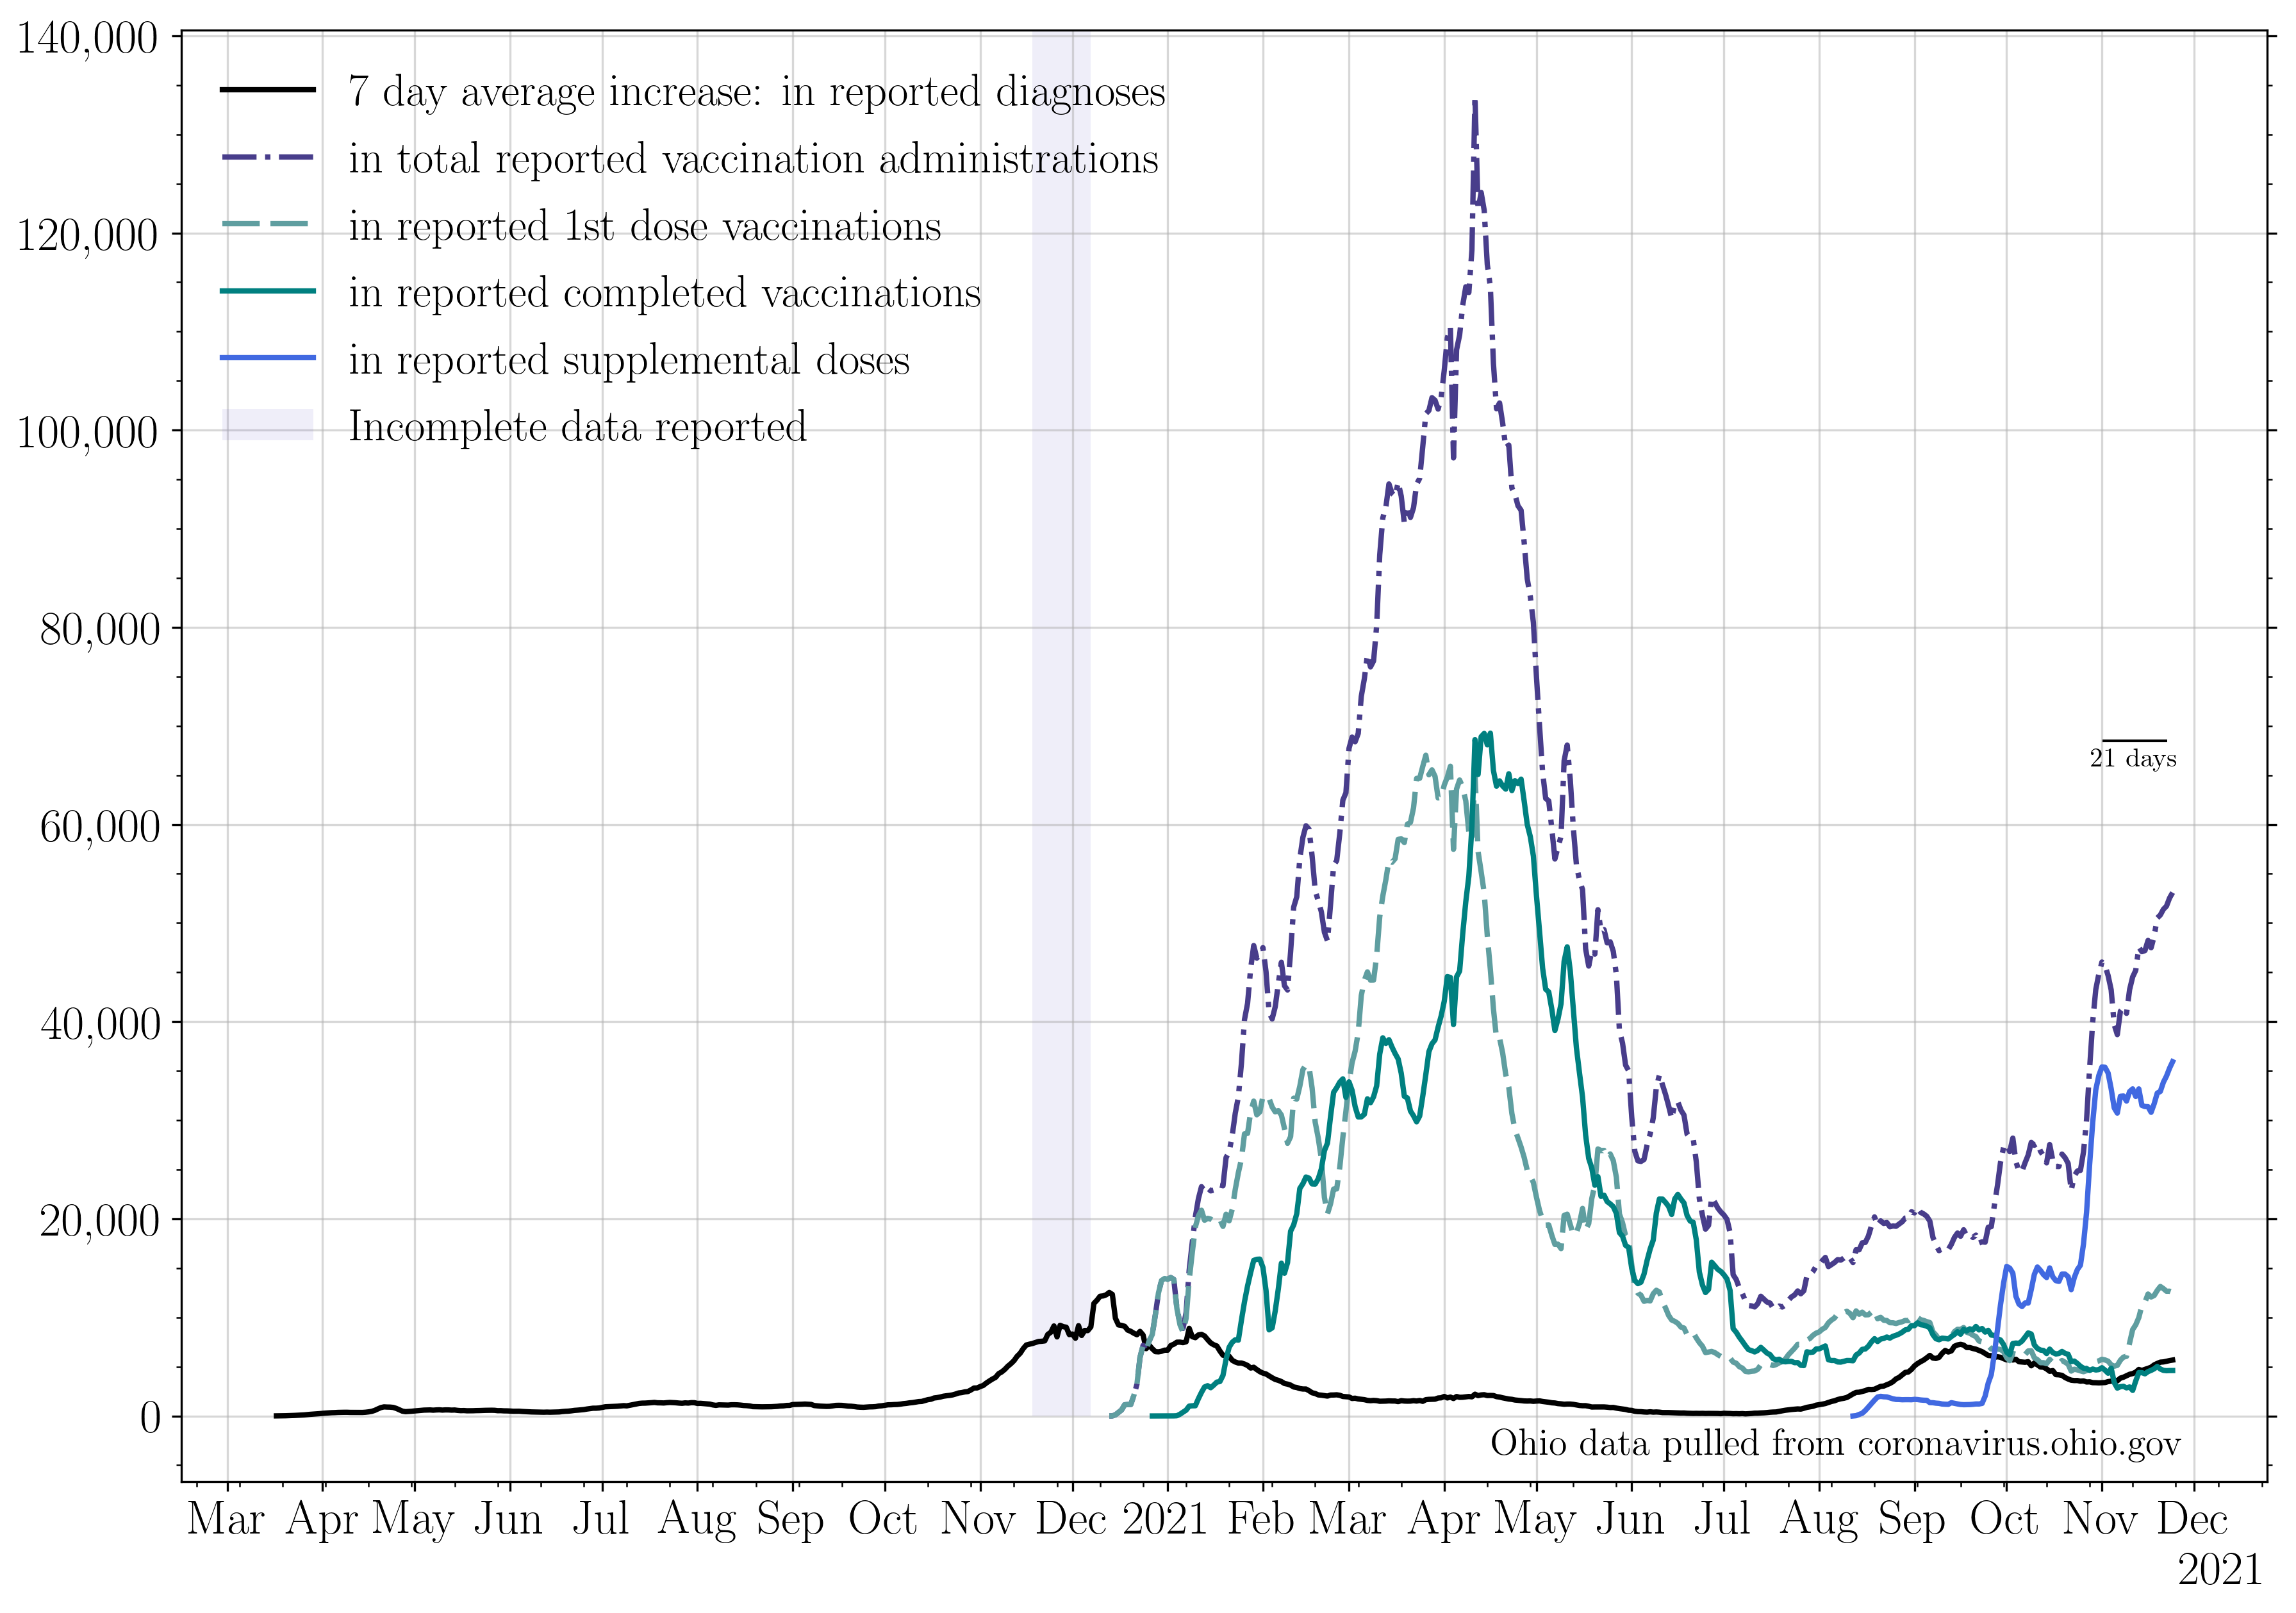 140,000
7 day average increase: in reported diagnoses
in total reported vaccination administrations
120,000
in reported 1st dose vaccinations
in reported completed vaccinations
in reported supplemental doses
100,000
Incomplete data reported
80,000
21 days
60,000
40,000
20,000
0
Ohio data pulled from coronavirus.ohio.gov
Mar Apr May Jun Jul Aug Sep Oct Nov Dec 2021 Feb Mar Apr May Jun Jul Aug Sep Oct Nov Dec
2021